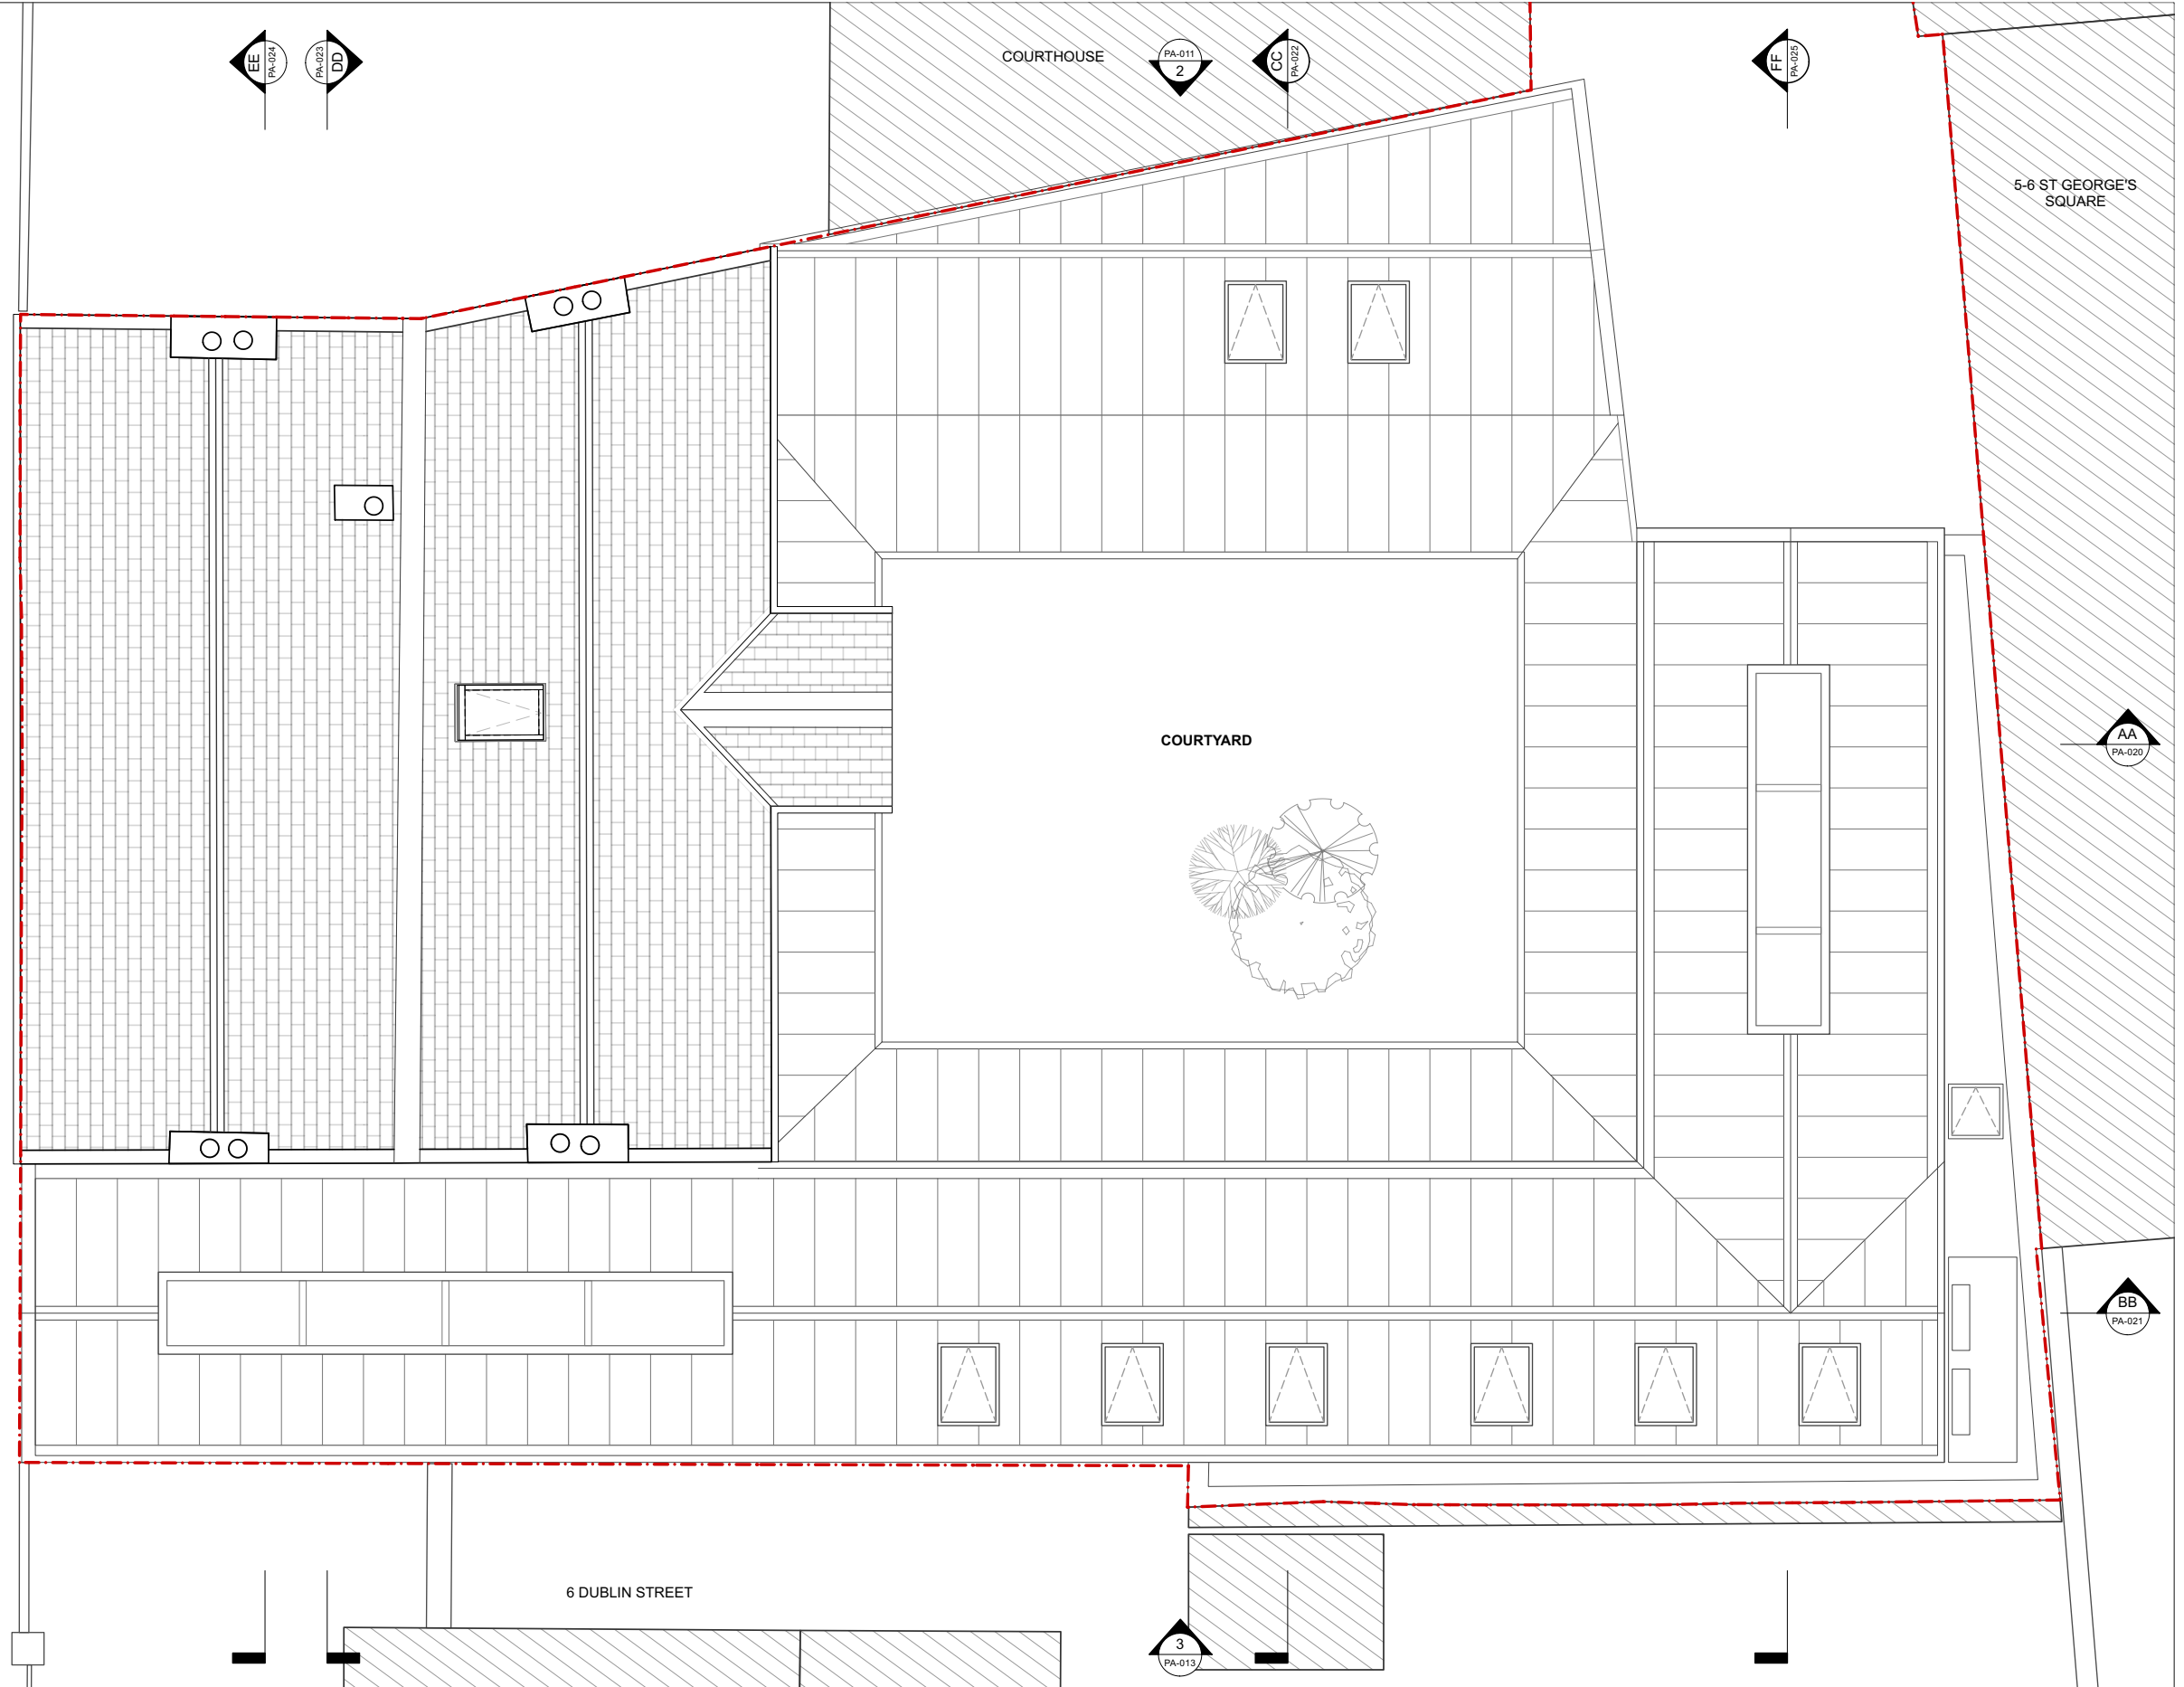 EE
PA-024
PA-023
DD
COURTHOUSE
PA-011
2
CC
PA-022
FF
PA-025
5-6 ST GEORGE'S
SQUARE
COURTYARD
AA
PA-020
BB
PA-021
6 DUBLIN STREET
3
PA-013